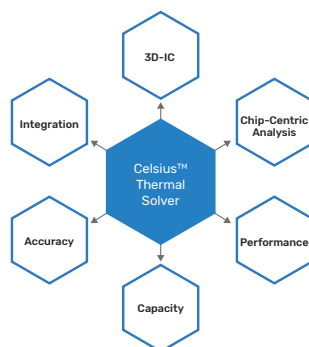 3D-IC
Integration
Chip-Centric
Analysis
Celsius™
Thermal
Solver
Accuracy
Performance
Capacity